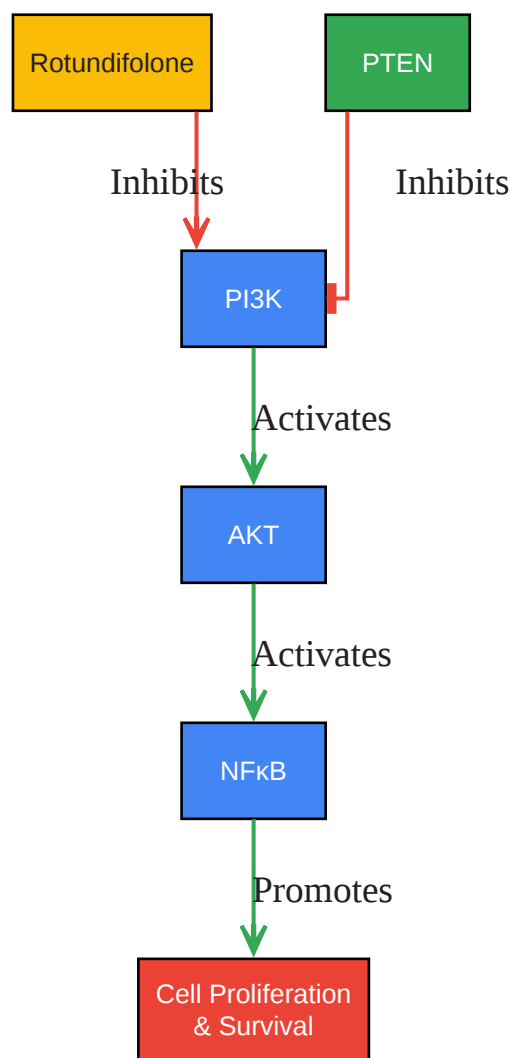 Rotundifolone
PTEN
Inhibits
Inhibits
PI3K
Activates
AKT
Activates
NFκB
Promotes
Cell Proliferation
& Survival